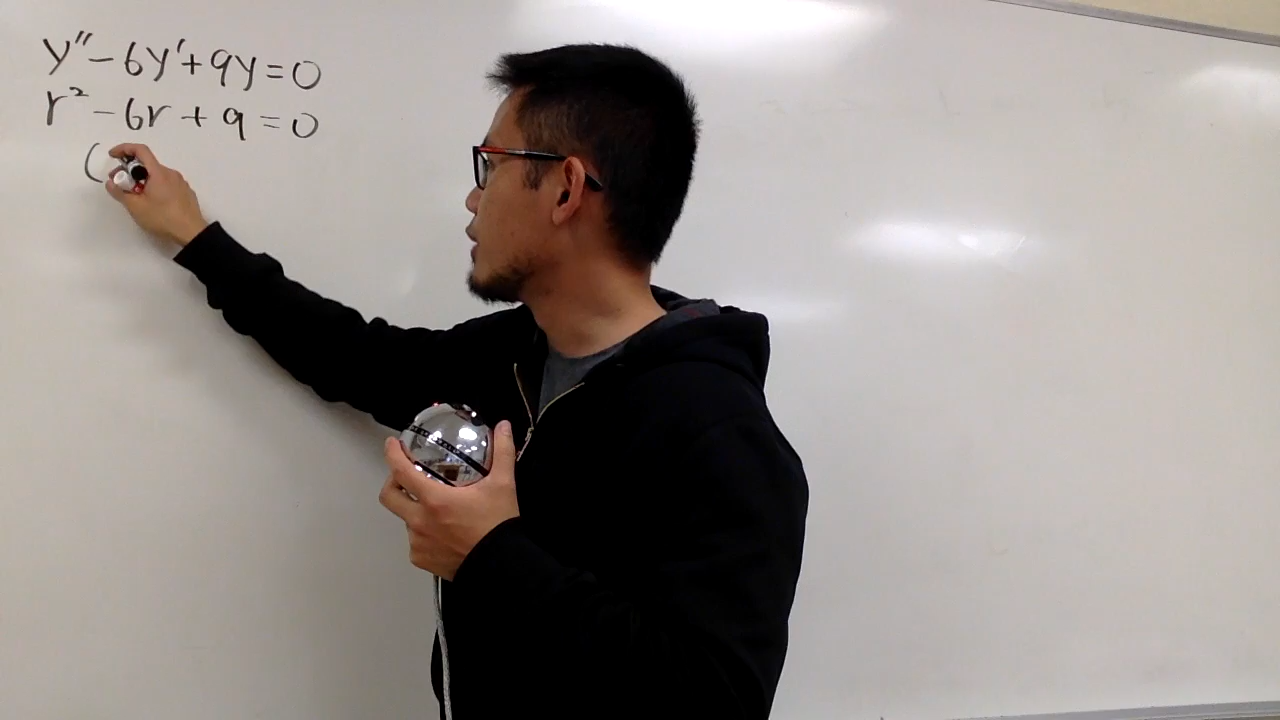 y″ − 6y′ + 9y = 0
r² − 6r + 9 = 0
(